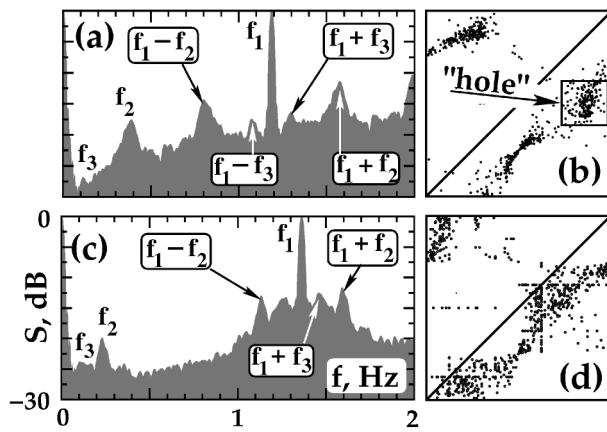 (a)
f₁–f₂
f₁
f₁+f₃
f₂
f₃
f₁–f₃
f₁+f₂
"hole"
(b)
0
(c)
f₁–f₂
f₁
f₁+f₂
S, dB
f₃
f₂
f₁+f₃
f, Hz
–30
0
1
2
(d)